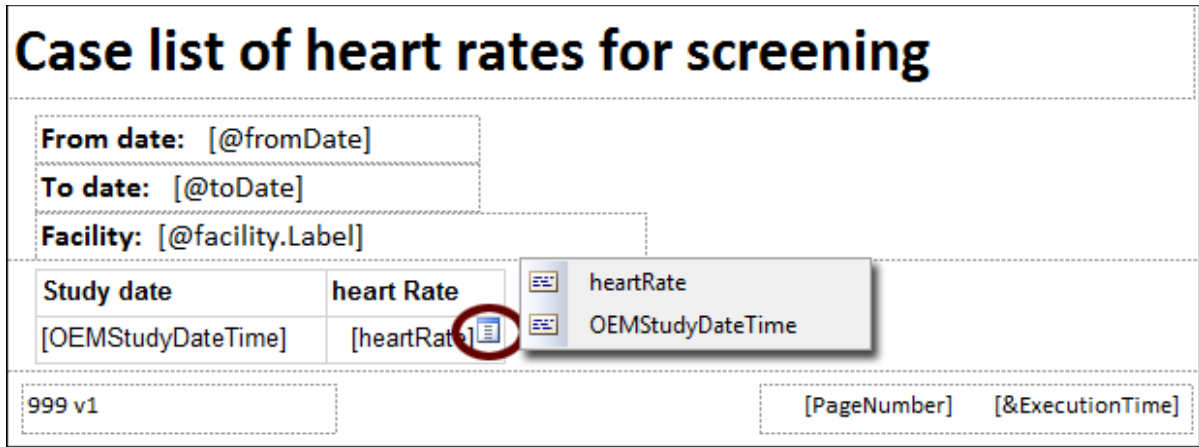 Case list of heart rates for screening
From date: [@fromDate]
To date: [@toDate]
Facility: [@facility.Label]
Study date heart Rate
[OEMStudyDateTime] [heartRate]
heartRate
OEMStudyDateTime
999 v1 [PageNumber] [&ExecutionTime]